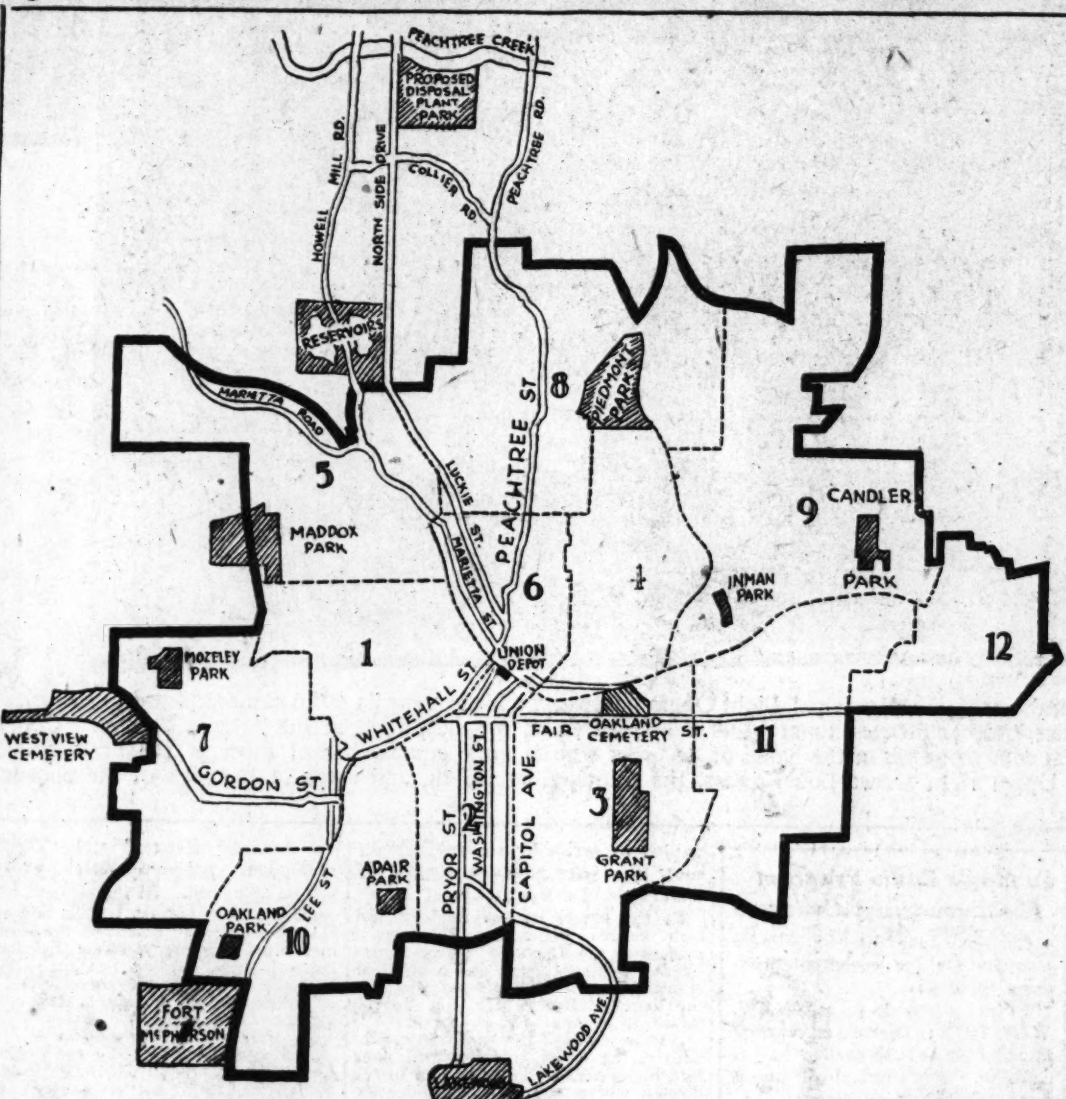 PEACHTREE CREEK
PROPOSED
DISPOSAL
PLANT
PARK
HOWELL MILL RD.
NORTH SIDE DRIVE
COLLIER RD.
PEACHTREE RD.
RESERVOIRS
MARIETTA ROAD
5
8
PIEDMONT
PARK
PEACHTREE ST
LUCKIE ST.
MARIETTA ST.
MADDOX
PARK
9
CANDLER
PARK
6
4
INMAN
PARK
1
12
MOZELEY
PARK
UNION
DEPOT
WHITEHALL ST.
WEST VIEW
CEMETERY
7
FAIR ST.
OAKLAND
CEMETERY
11
GORDON ST.
PRYOR ST
2
WASHINGTON ST.
CAPITOL AVE.
3
GRANT
PARK
ADAIR
PARK
OAKLAND
PARK
LEE ST
10
FORT
McPHERSON
LAKEWOOD
LAKEWOOD AVE.